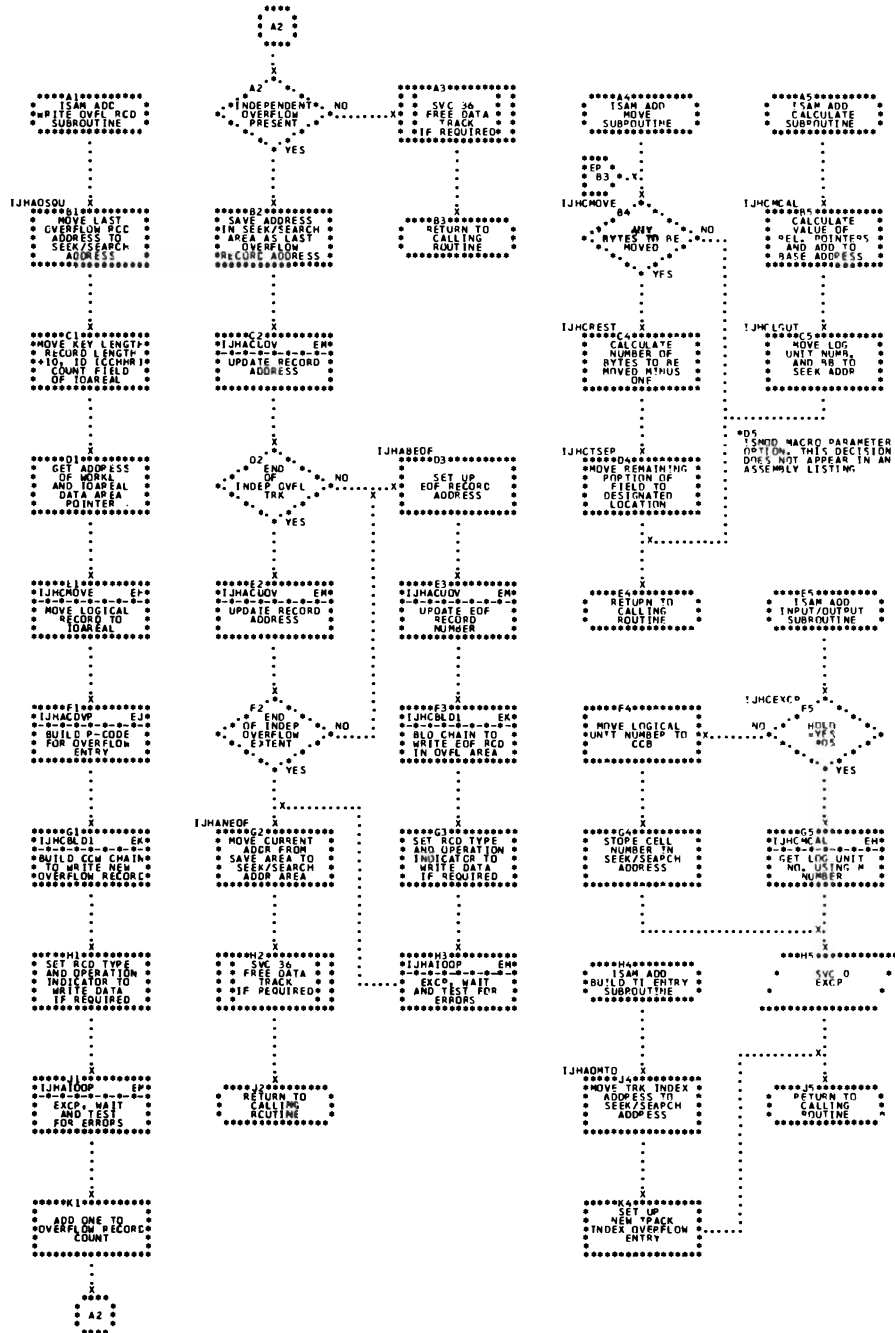 A2
A1
ISAM ADD
WRITE OVFL RCD
SUBROUTINE
IJHAOSQU
B1
MOVE LAST
OVERFLOW RCD
ADDRESS TO
SEEK/SEARCH
ADDRESS
C1
MOVE KEY LENGTH
RECORD LENGTH
+10, ID (CCHHR)
COUNT FIELD
OF IOAREAL
D1
GET ADDRESS
OF WORKL
AND IOAREAL
DATA AREA
POINTER
E1
IJHCMOVE EH
MOVE LOGICAL
RECORD TO
IOAREAL
F1
IJHACOVP EJ
BUILD P-CODE
FOR OVERFLOW
ENTRY
G1
IJHCBLD1 EK
BUILD CCW CHAIN
TO WRITE NEW
OVERFLOW RECORD
H1
SET RCD TYPE
AND OPERATION
INDICATOR TO
WRITE DATA
IF REQUIRED
J1
IJHAIOOP EM
EXCP, WAIT
AND TEST
FOR ERRORS
K1
ADD ONE TO
OVERFLOW RECORD
COUNT
A2
A2
INDEPENDENT
OVERFLOW
PRESENT
NO
YES
B2
SAVE ADDRESS
IN SEEK/SEARCH
AREA AS LAST
OVERFLOW
RECORD ADDRESS
C2
IJHACUOV EM
UPDATE RECORD
ADDRESS
D2
END
OF
INDEP OVFL
TRK
NO
YES
E2
IJHACUOV EM
UPDATE RECORD
ADDRESS
F2
END
OF INDEP
OVERFLOW
EXTENT
NO
YES
IJHANEOF
G2
MOVE CURRENT
ADDR FROM
SAVE AREA TO
SEEK/SEARCH
ADDR AREA
H2
SVC 36
FREE DATA
TRACK
IF REQUIRED
J2
RETURN TO
CALLING
ROUTINE
A3
SVC 36
FREE DATA
TRACK
IF REQUIRED
B3
RETURN TO
CALLING
ROUTINE
IJHABEOF
D3
SET UP
EOF RECORD
ADDRESS
E3
IJHACUOV EM
UPDATE EOF
RECORD
NUMBER
F3
IJHCBLD1 EK
BLD CHAIN TO
WRITE EOF RCD
IN OVFL AREA
G3
SET RCD TYPE
AND OPERATION
INDICATOR TO
WRITE DATA
IF REQUIRED
H3
IJHAIOOP EM
EXCP, WAIT
AND TEST FOR
ERRORS
A4
ISAM ADD
MOVE
SUBROUTINE
EP
B3
IJHCMOVE
B4
ANY
BYTES TO BE
MOVED
NO
YES
IJHCREST
C4
CALCULATE
NUMBER OF
BYTES TO BE
MOVED MINUS
ONE
IJHCTSEP
D4
MOVE REMAINING
PORTION OF
FIELD TO
DESIGNATED
LOCATION
E4
RETURN TO
CALLING
ROUTINE
F4
MOVE LOGICAL
UNIT NUMBER TO
CCB
G4
STORE CELL
NUMBER IN
SEEK/SEARCH
ADDRESS
H4
ISAM ADD
BUILD TI ENTRY
SUBROUTINE
IJHAOMTO
J4
MOVE TRK INDEX
ADDRESS TO
SEEK/SEARCH
ADDRESS
K4
SET UP
NEW TRACK
INDEX OVERFLOW
ENTRY
A5
ISAM ADD
CALCULATE
SUBROUTINE
IJHCMCAL
B5
CALCULATE
VALUE OF
REL. POINTERS
AND ADD TO
BASE ADDRESS
IJHCLGUT
C5
MOVE LOG
UNIT NUMB,
AND BB TO
SEEK ADDR
*D5
ISMOD MACRO PARAMETER
OPTION. THIS DECISION
DOES NOT APPEAR IN AN
ASSEMBLY LISTING
E5
ISAM ADD
INPUT/OUTPUT
SUBROUTINE
IJHCEXCP
F5
HOLD
=YES
*D5
NO
YES
G5
IJHCMCAL EH
GET LOG UNIT
NO. USING M
NUMBER
H5
SVC 0
EXCP
J5
RETURN TO
CALLING
ROUTINE